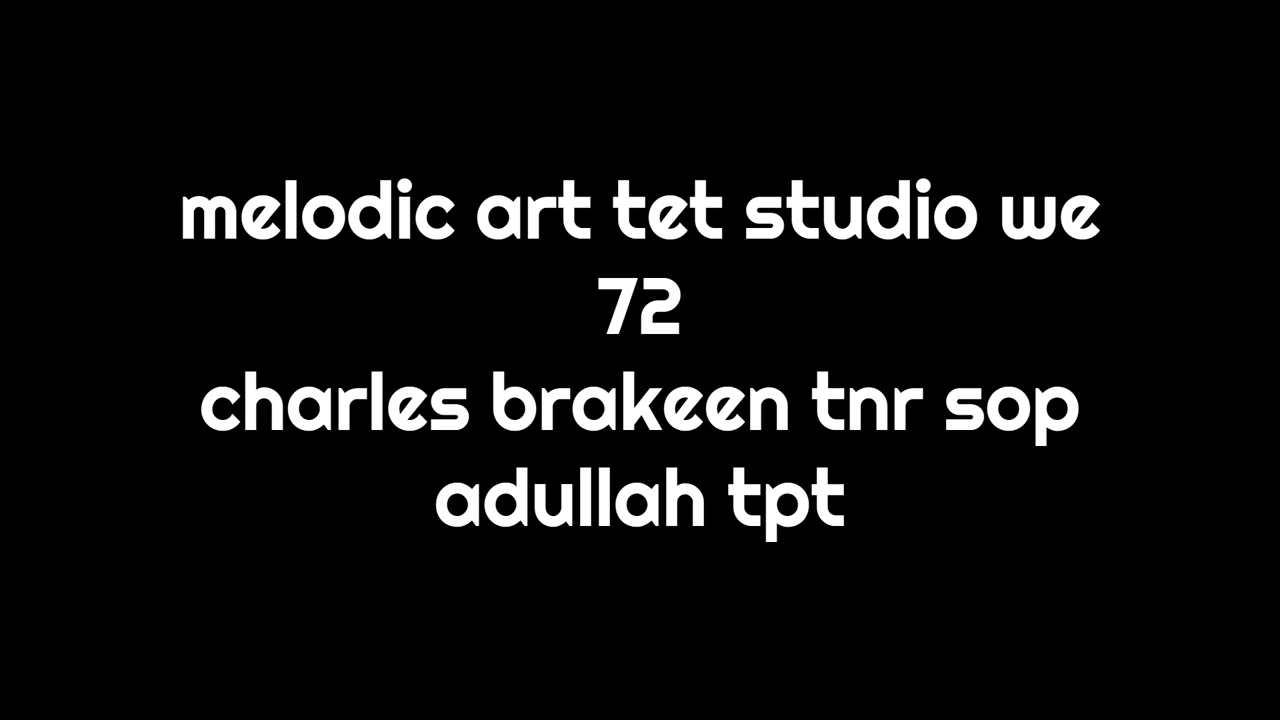 melodic art tet studio we
72
charles brakeen tnr sop
adullah tpt